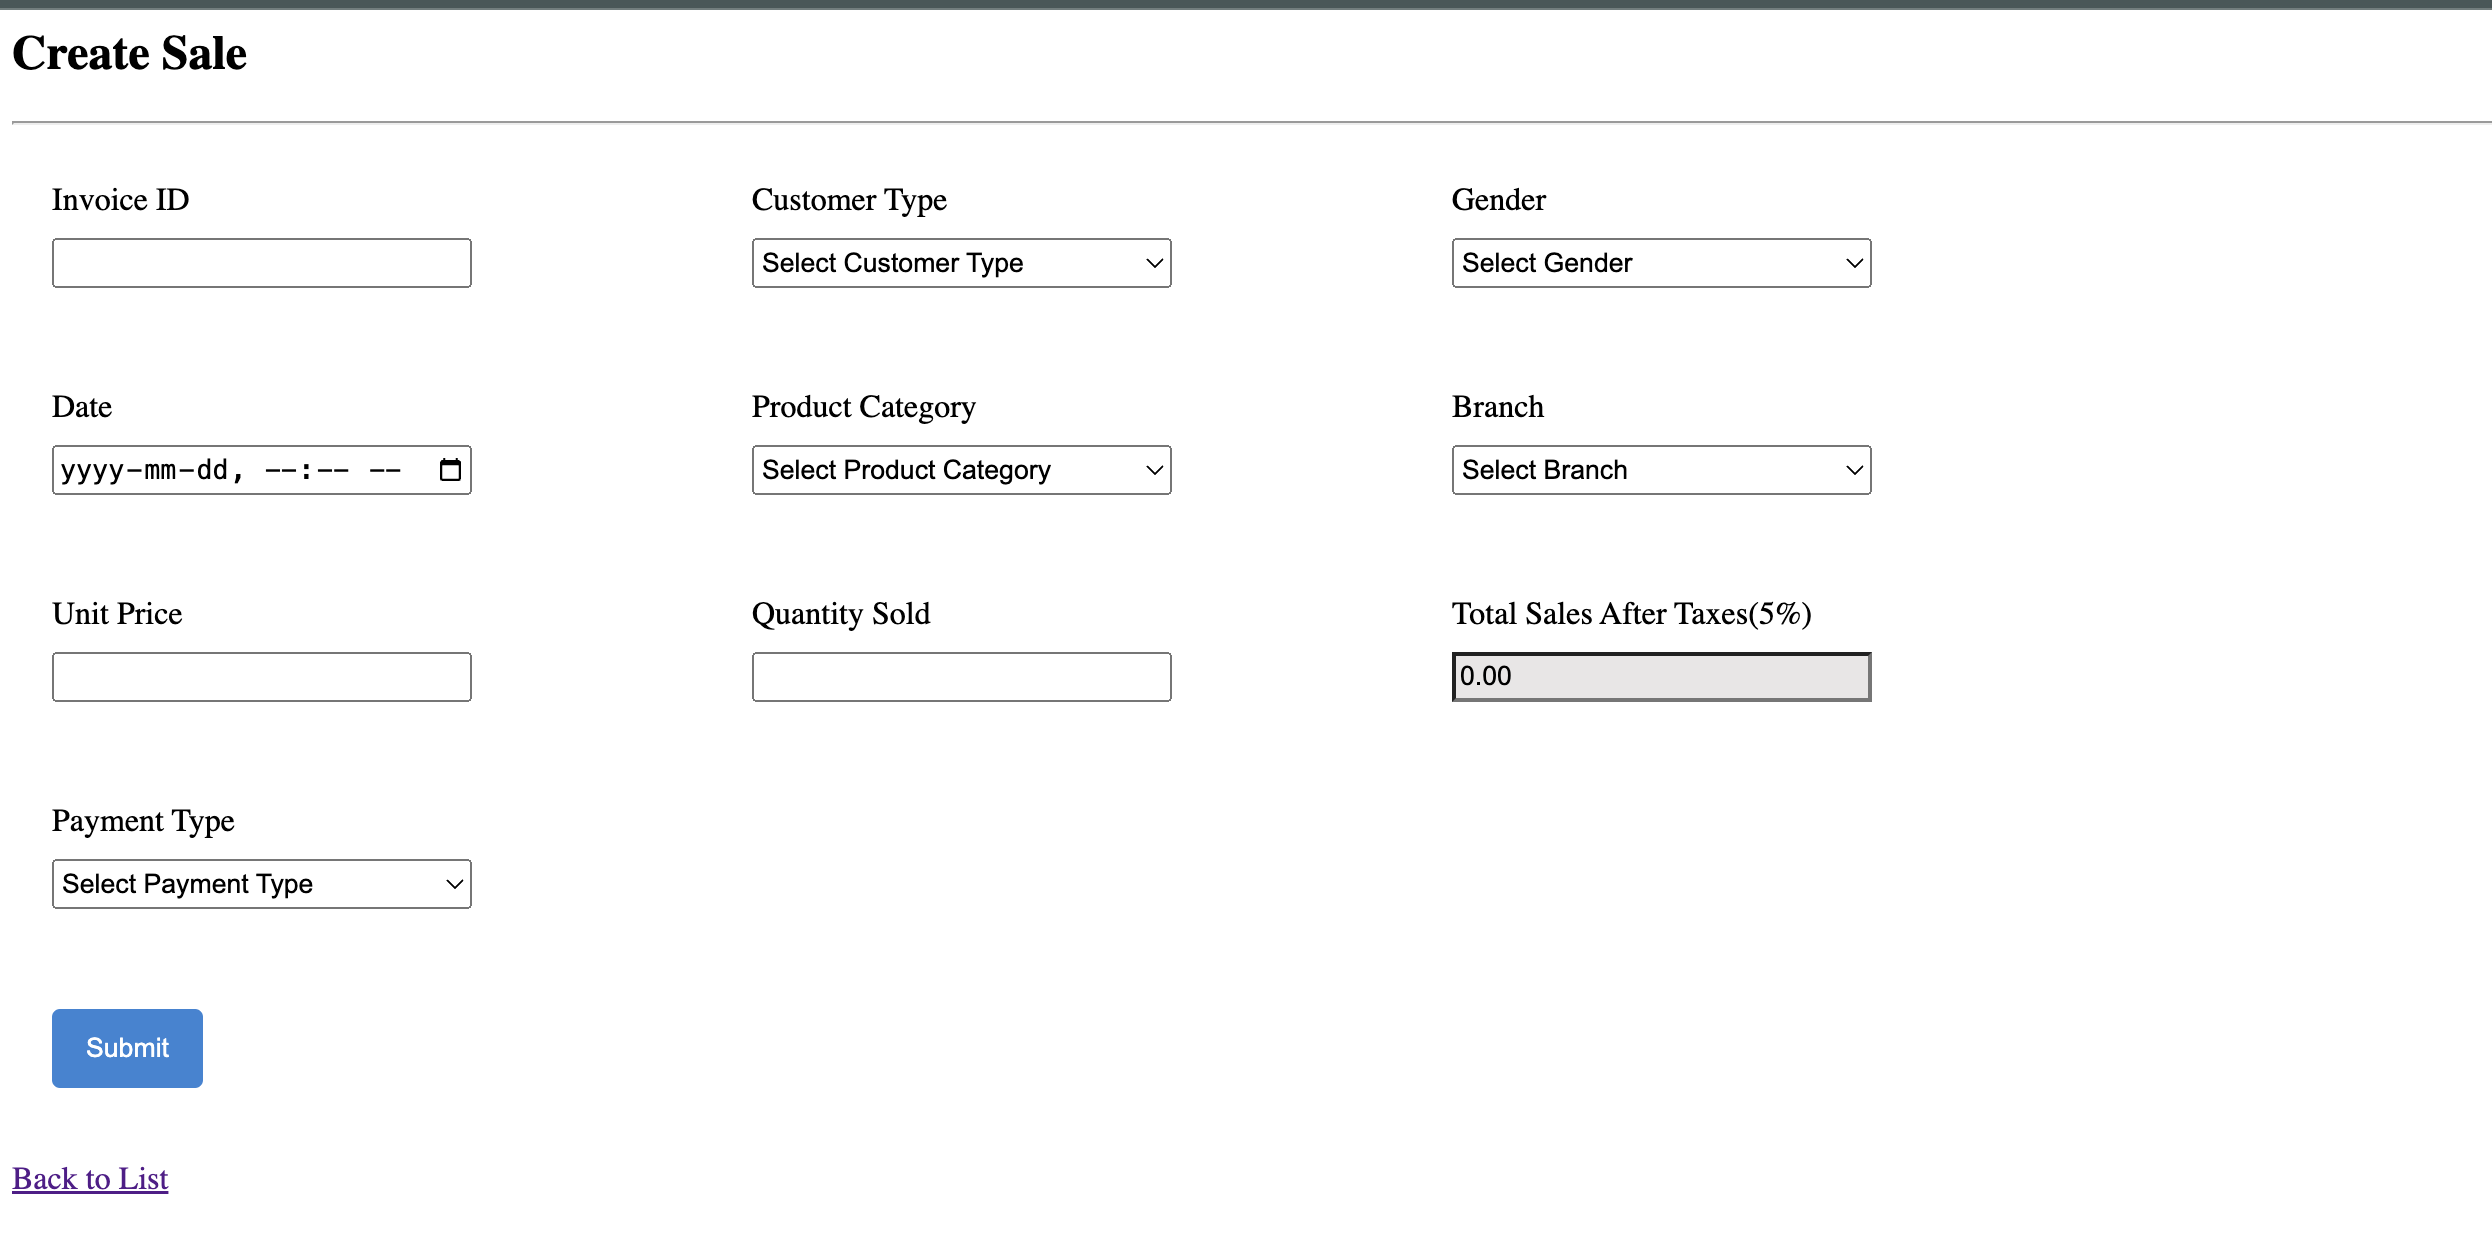 Create Sale
Invoice ID
Customer Type
Gender
Select Customer Type
Select Gender
Date
Product Category
Branch
yyyy-mm-dd, --:-- --
Select Product Category
Select Branch
Unit Price
Quantity Sold
Total Sales After Taxes(5%)
0.00
Payment Type
Select Payment Type
Submit
Back to List